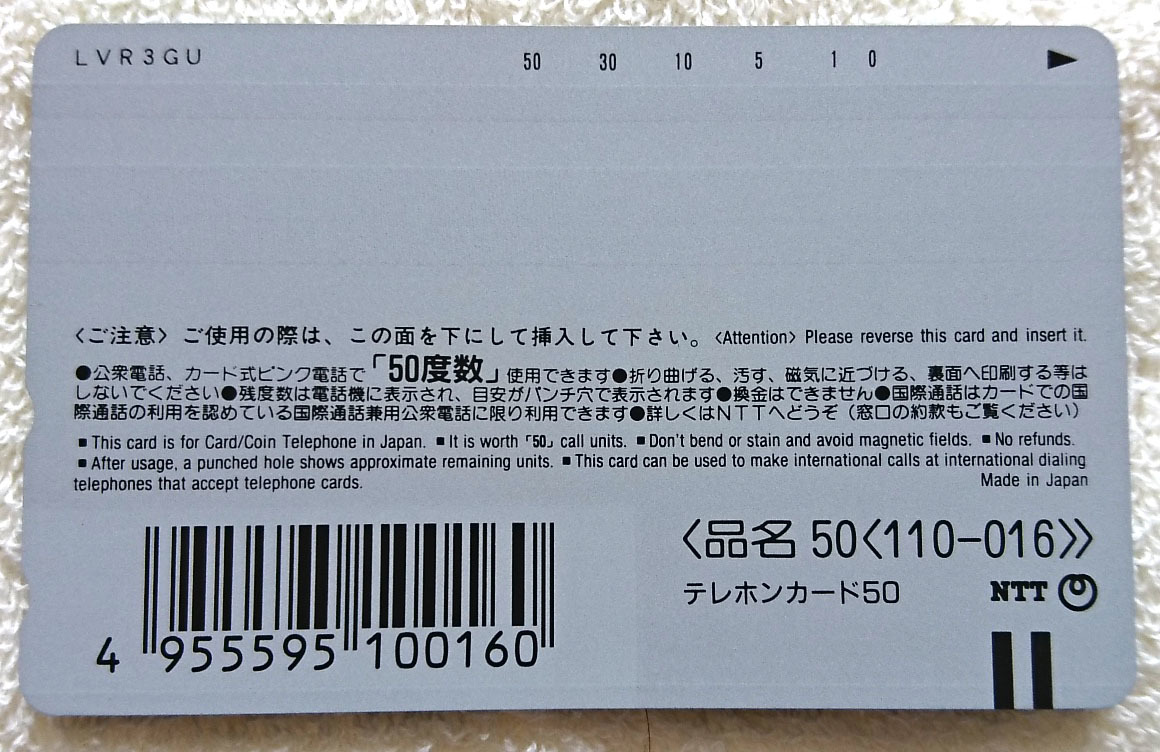 LVR3GU 50 30 10 5 1 0 ▶
〈ご注意〉ご使用の際は、この面を下にして挿入して下さい。〈Attention〉Please reverse this card and insert it.
●公衆電話、カード式ピンク電話で「50度数」使用できます●折り曲げる、汚す、磁気に近づける、裏面へ印刷する等は
しないでください●残度数は電話機に表示され、目安がパンチ穴で表示されます●換金はできません●国際通話はカードでの国
際通話の利用を認めている国際通話兼用公衆電話に限り利用できます●詳しくはNTTへどうぞ（窓口の約款もご覧ください）
■This card is for Card/Coin Telephone in Japan. ■It is worth「50」call units. ■Don't bend or stain and avoid magnetic fields. ■No refunds.
■After usage, a punched hole shows approximate remaining units. ■This card can be used to make international calls at international dialing
telephones that accept telephone cards. Made in Japan
〈品名 50〈110−016〉〉
テレホンカード50 NTT
4 955595 100160